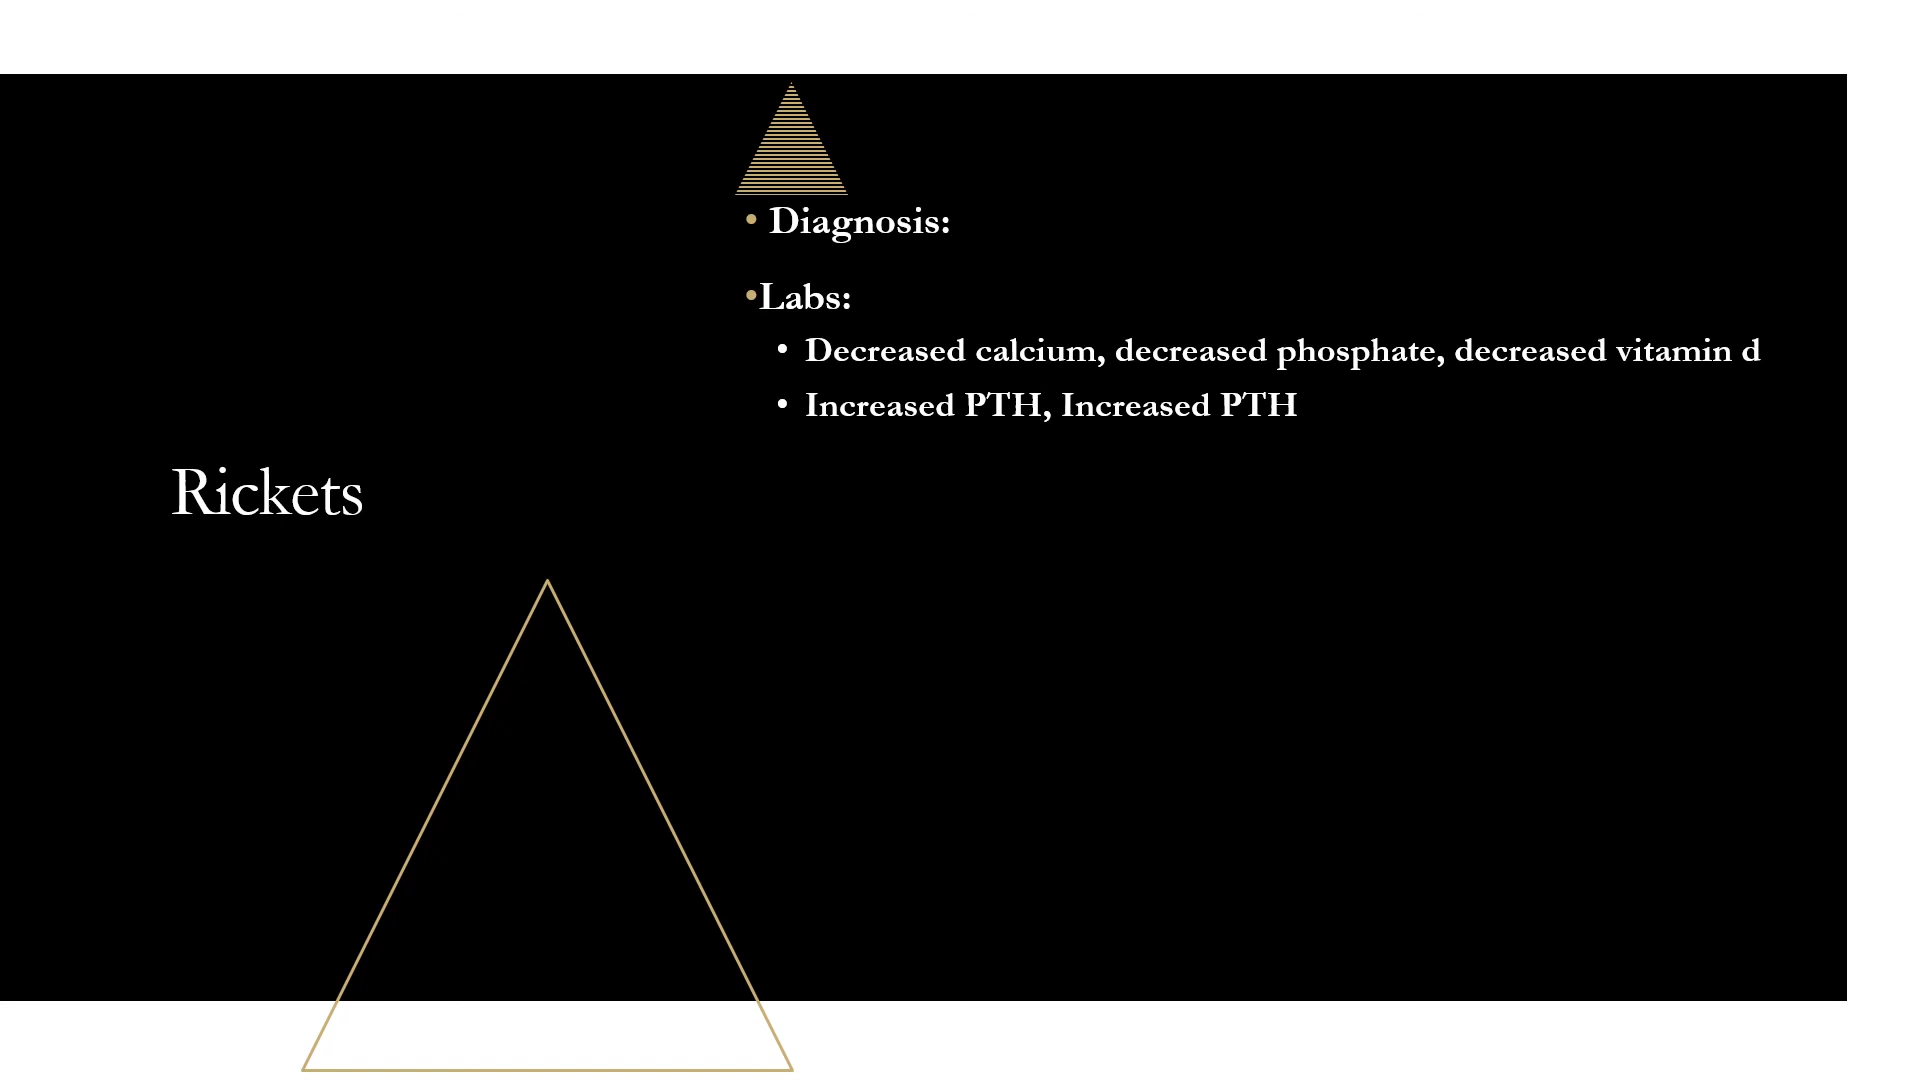 Rickets
• Diagnosis:
•Labs:
• Decreased calcium, decreased phosphate, decreased vitamin d
• Increased PTH, Increased PTH